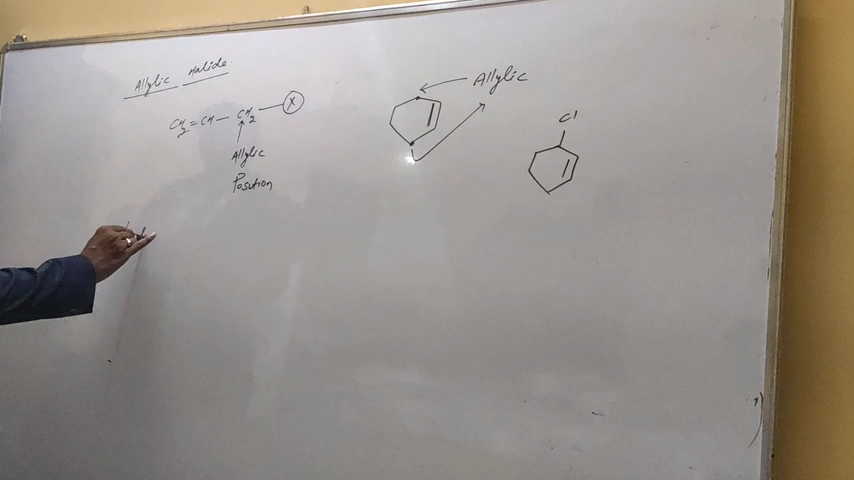 Allylic Halide
CH2=CH—CH2—X
Allylic
Position
Allylic
Cl